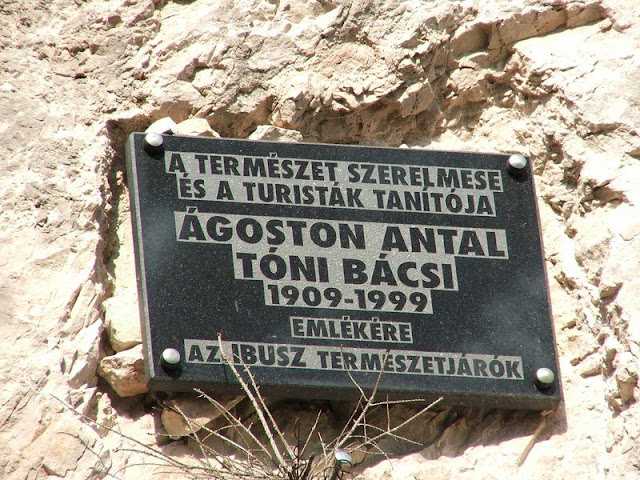 A TERMÉSZET SZERELMESE
ÉS A TURISTÁK TANÍTÓJA
ÁGOSTON ANTAL
TÓNI BÁCSI
1909-1999
EMLÉKÉRE
AZ IBUSZ TERMÉSZETJÁRÓK